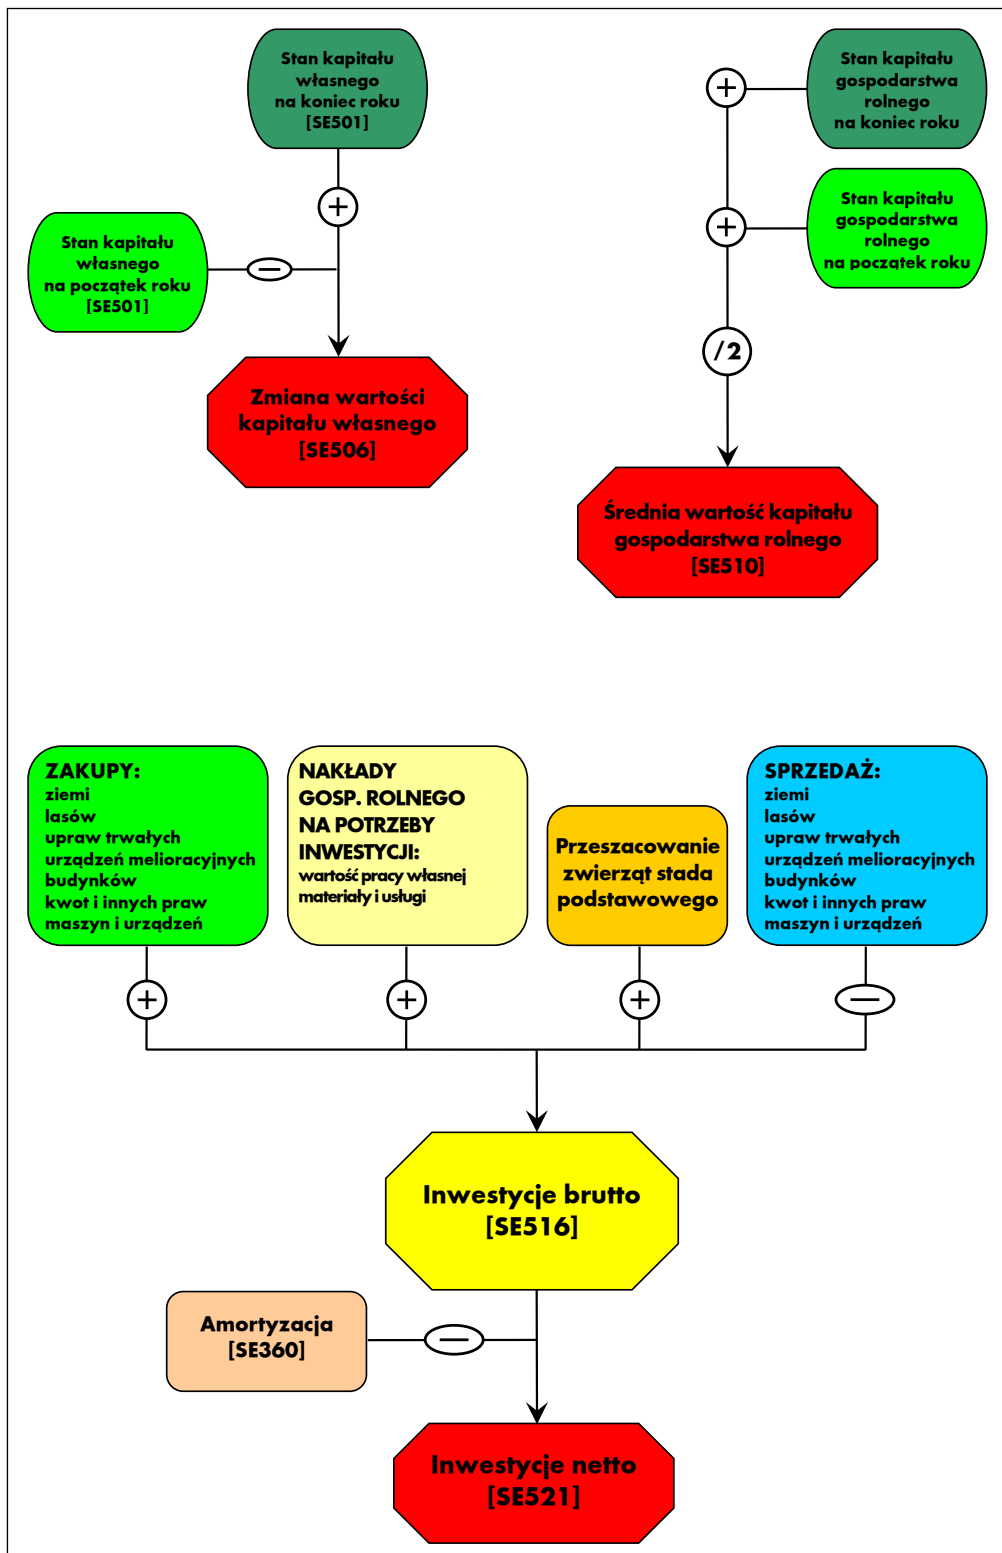 Stan kapitału
własnego
na koniec roku
[SE501]
+
Stan kapitału
własnego
na początek roku
[SE501]
—
Zmiana wartości
kapitału własnego
[SE506]
Stan kapitału
gospodarstwa
rolnego
na koniec roku
+
Stan kapitału
gospodarstwa
rolnego
na początek roku
+
/2
Średnia wartość kapitału
gospodarstwa rolnego
[SE510]
ZAKUPY:
ziemi
lasów
upraw trwałych
urządzeń melioracyjnych
budynków
kwot i innych praw
maszyn i urządzeń
+
NAKŁADY
GOSP. ROLNEGO
NA POTRZEBY
INWESTYCJI:
wartość pracy własnej
materiały i usługi
+
Przeszacowanie
zwierząt stada
podstawowego
+
SPRZEDAŻ:
ziemi
lasów
upraw trwałych
urządzeń melioracyjnych
budynków
kwot i innych praw
maszyn i urządzeń
—
Inwestycje brutto
[SE516]
Amortyzacja
[SE360]
—
Inwestycje netto
[SE521]